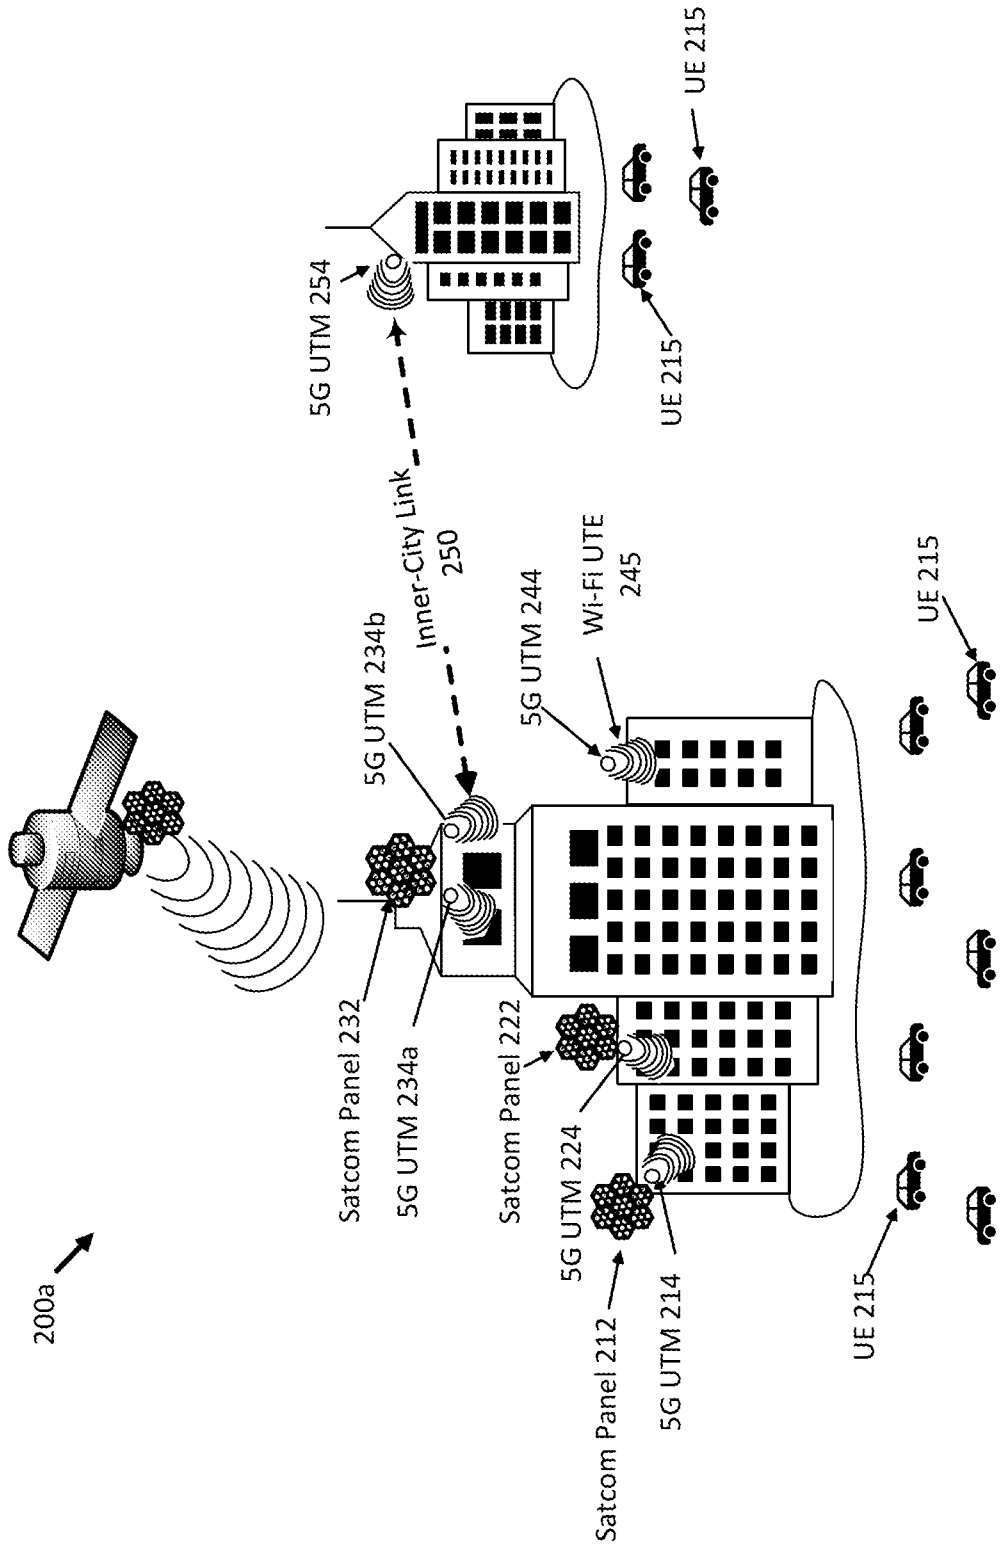 200a
Satcom Panel 232
5G UTM 234a
Satcom Panel 222
5G UTM 224
Satcom Panel 212
5G UTM 214
UE 215
5G UTM 234b
Inner-City Link
250
5G UTM 244
Wi-Fi UTE
245
UE 215
5G UTM 254
UE 215
UE 215